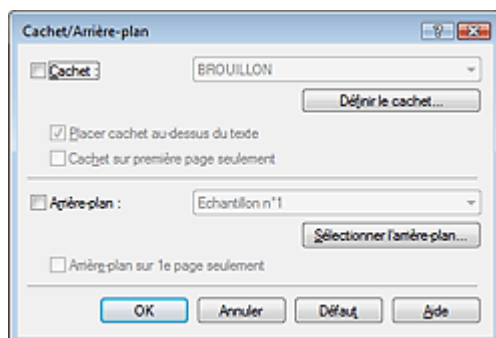 Cachet/Arrière-plan
Cachet : BROUILLON
Définir le cachet...
Placer cachet au-dessus du texte
Cachet sur première page seulement
Arrière-plan : Echantillon n°1
Sélectionner l'arrière-plan...
Arrière-plan sur 1e page seulement
OK Annuler Défaut Aide